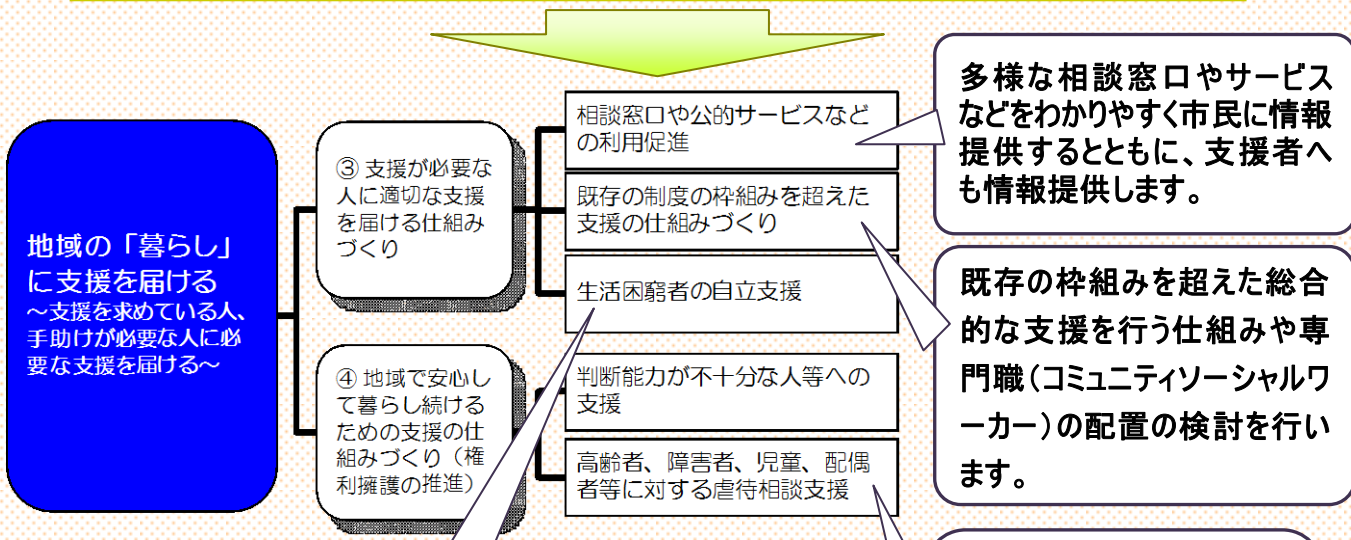 地域の「暮らし」
に支援を届ける
～支援を求めている人、
手助けが必要な人に必
要な支援を届ける～
③ 支援が必要な
人に適切な支援
を届ける仕組み
づくり
④ 地域で安心し
て暮らし続ける
ための支援の仕
組みづくり（権
利擁護の推進）
相談窓口や公的サービスなど
の利用促進
既存の制度の枠組みを超えた
支援の仕組みづくり
生活困窮者の自立支援
判断能力が不十分な人等への
支援
高齢者、障害者、児童、配偶
者等に対する虐待相談支援
多様な相談窓口やサービス
などをわかりやすく市民に情報
提供するとともに、支援者へ
も情報提供します。
既存の枠組みを超えた総合
的な支援を行う仕組みや専
門職（コミュニティソーシャルワ
ーカー）の配置の検討を行い
ます。